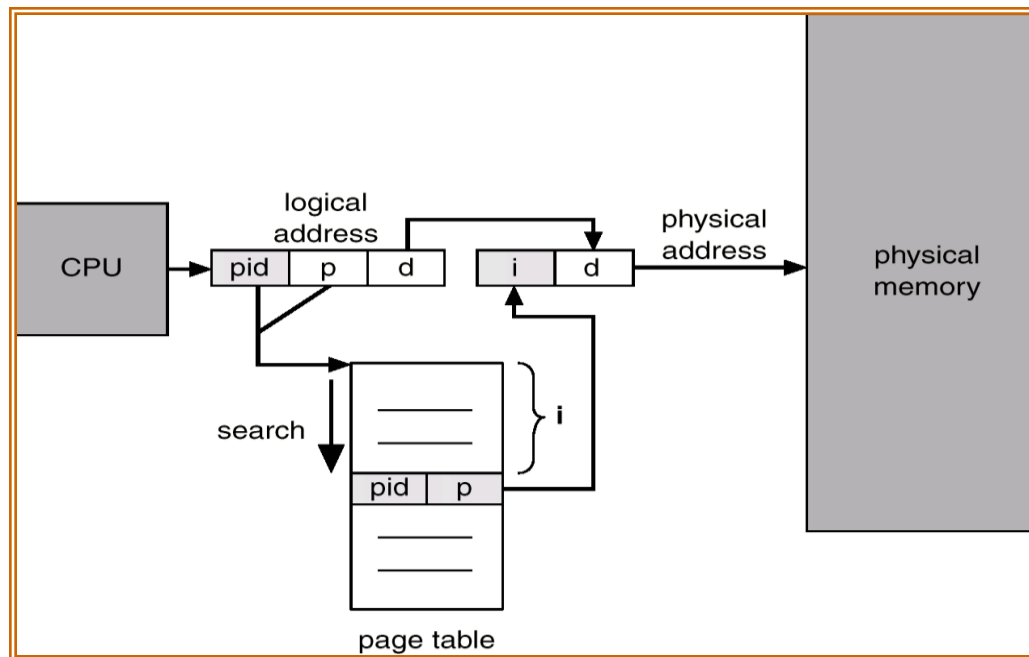 logical
address
physical
address
CPU
pid
p
d
i
d
physical
memory
search
i
pid
p
page table